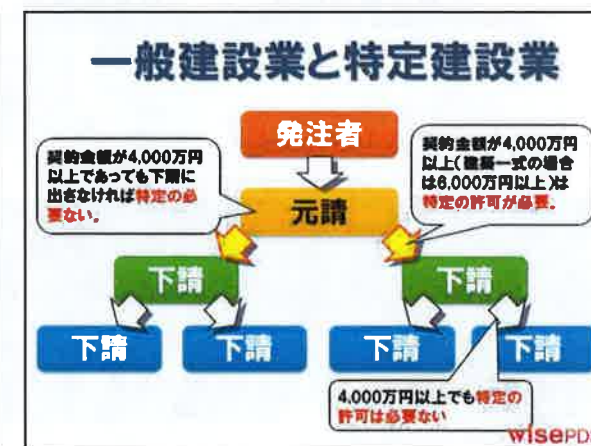 一般建設業と特定建設業
発注者
契約金額が4,000万円
以上であっても下請に
出さなければ特定の必
要ない。
契約金額が4,000万円
以上(建築一式の場合
は6,000万円以上)は
特定の許可が必要。
元請
下請
下請
下請
下請
下請
下請
4,000万円以上でも特定の
許可は必要ない
wisePD